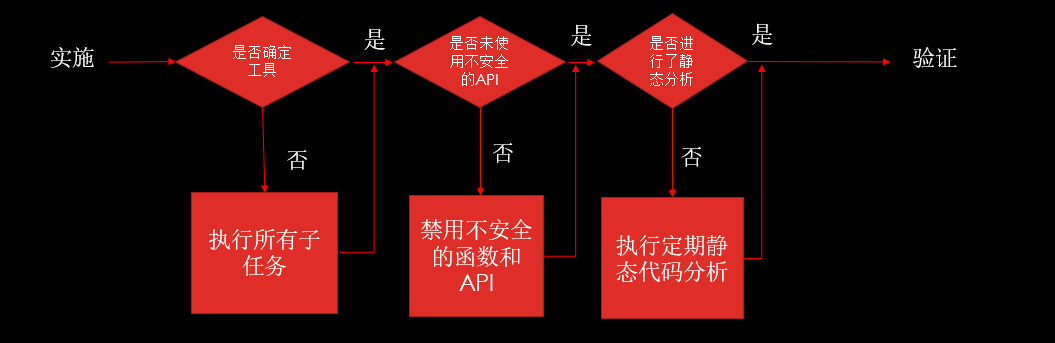 实施
是否确定
工具
是
是否未使
用不安全
的API
是
是否进
行了静
态分析
是
验证
否
否
否
执行所有子
任务
禁用不安全
的函数和
API
执行定期静
态代码分析